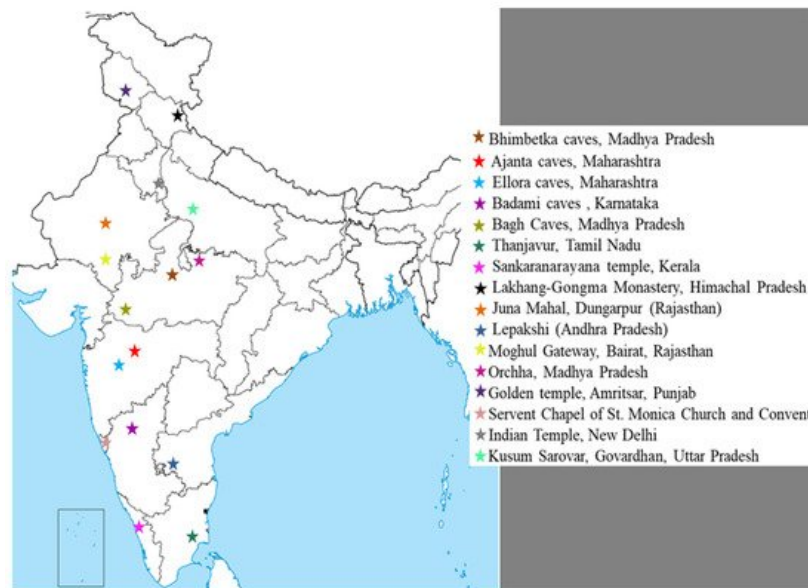 Bhimbetka caves, Madhya Pradesh
Ajanta caves, Maharashtra
Ellora caves, Maharashtra
Badami caves , Karnataka
Bagh Caves, Madhya Pradesh
Thanjavur, Tamil Nadu
Sankaranarayana temple, Kerala
Lakhang-Gongma Monastery, Himachal Pradesh
Juna Mahal, Dungarpur (Rajasthan)
Lepakshi (Andhra Pradesh)
Moghul Gateway, Bairat, Rajasthan
Orchha, Madhya Pradesh
Golden temple, Amritsar, Punjab
Servent Chapel of St. Monica Church and Convent
Indian Temple, New Delhi
Kusum Sarovar, Govardhan, Uttar Pradesh